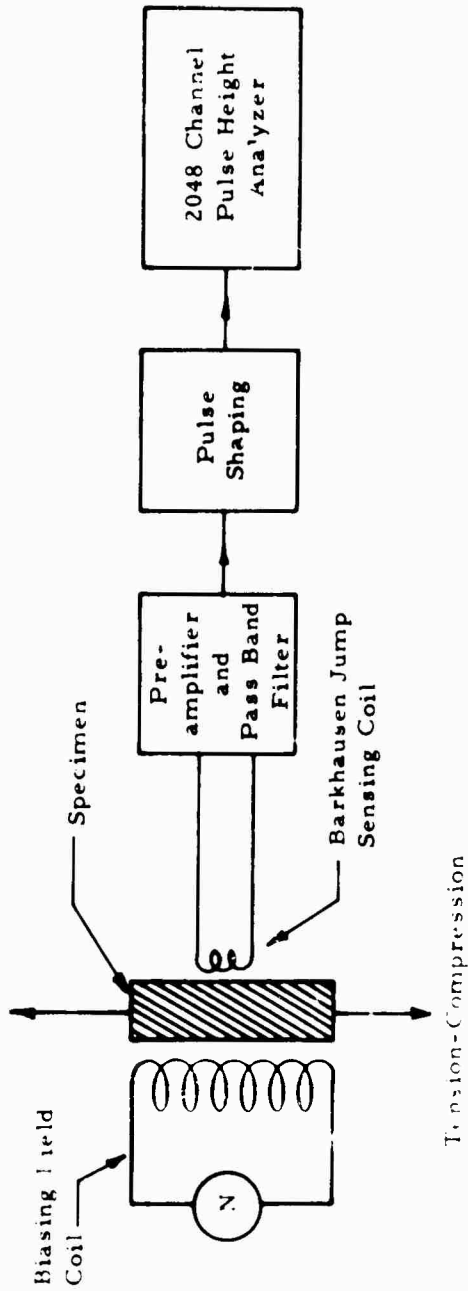 Biasing Field
Coil
N
Specimen
Tension-Compression
Barkhausen Jump
Sensing Coil
Pre-
amplifier
and
Pass Band
Filter
Pulse
Shaping
2048 Channel
Pulse Height
Analyzer